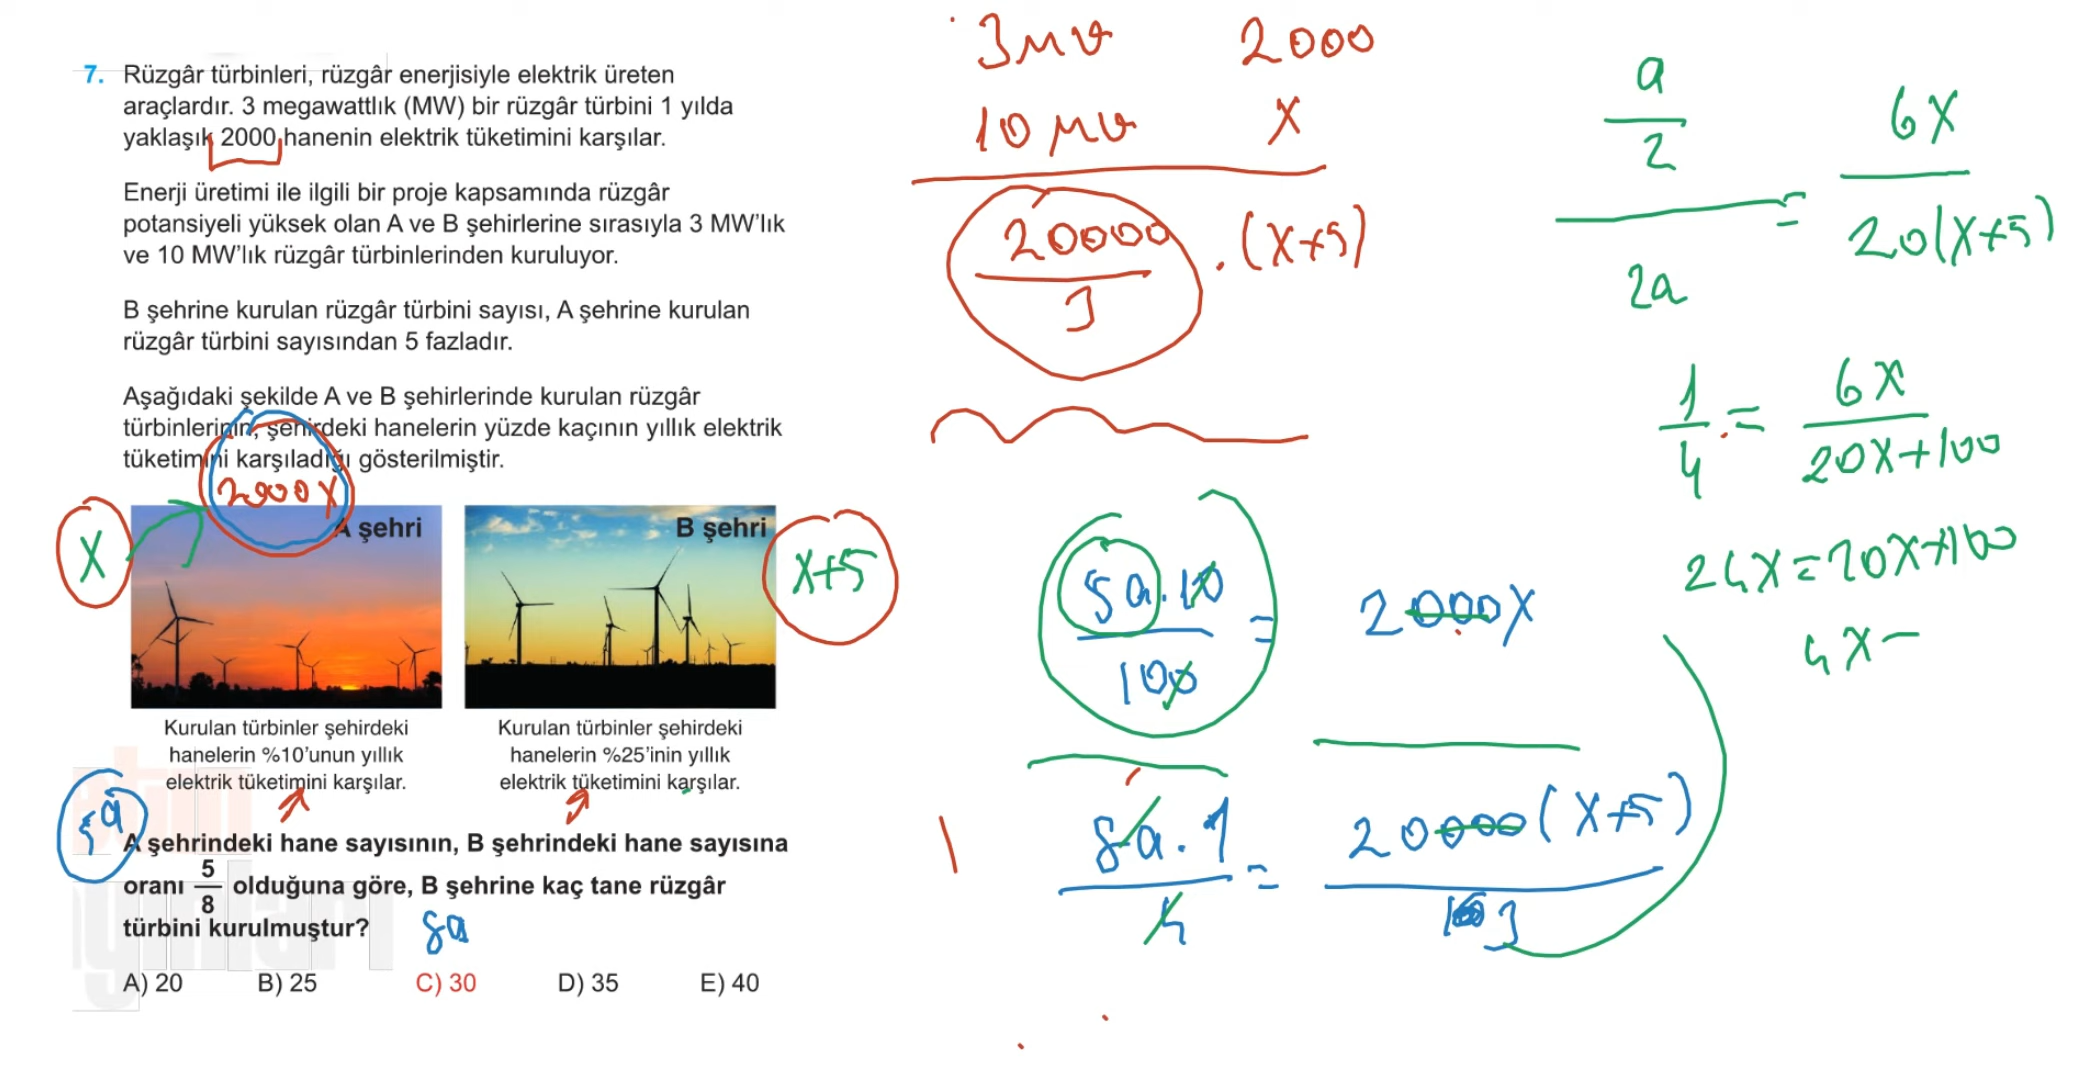 7. Rüzgâr türbinleri, rüzgâr enerjisiyle elektrik üreten
araçlardır. 3 megawattlık (MW) bir rüzgâr türbini 1 yılda
yaklaşık 2000 hanenin elektrik tüketimini karşılar.
Enerji üretimi ile ilgili bir proje kapsamında rüzgâr
potansiyeli yüksek olan A ve B şehirlerine sırasıyla 3 MW'lık
ve 10 MW'lık rüzgâr türbinlerinden kuruluyor.
B şehrine kurulan rüzgâr türbini sayısı, A şehrine kurulan
rüzgâr türbini sayısından 5 fazladır.
Aşağıdaki şekilde A ve B şehirlerinde kurulan rüzgâr
türbinlerinin, şehirdeki hanelerin yüzde kaçının yıllık elektrik
tüketimini karşıladığı gösterilmiştir.
2000X
X
A şehri
B şehri
X+5
Kurulan türbinler şehirdeki
hanelerin %10'unun yıllık
elektrik tüketimini karşılar.
Kurulan türbinler şehirdeki
hanelerin %25'inin yıllık
elektrik tüketimini karşılar.
5a
A şehrindeki hane sayısının, B şehrindeki hane sayısına
oranı 5/8 olduğuna göre, B şehrine kaç tane rüzgâr
türbini kurulmuştur?
8a
A) 20 B) 25 C) 30 D) 35 E) 40
3MW 2000
10 MW X
20000/3 . (X+5)
5a.10/100 = 2000X
8a.1/4 = 20000(X+5)/3
a/2 / 2a = 6X / 20(X+5)
1/4 = 6X / 20X+100
24X=20X+100
4X=